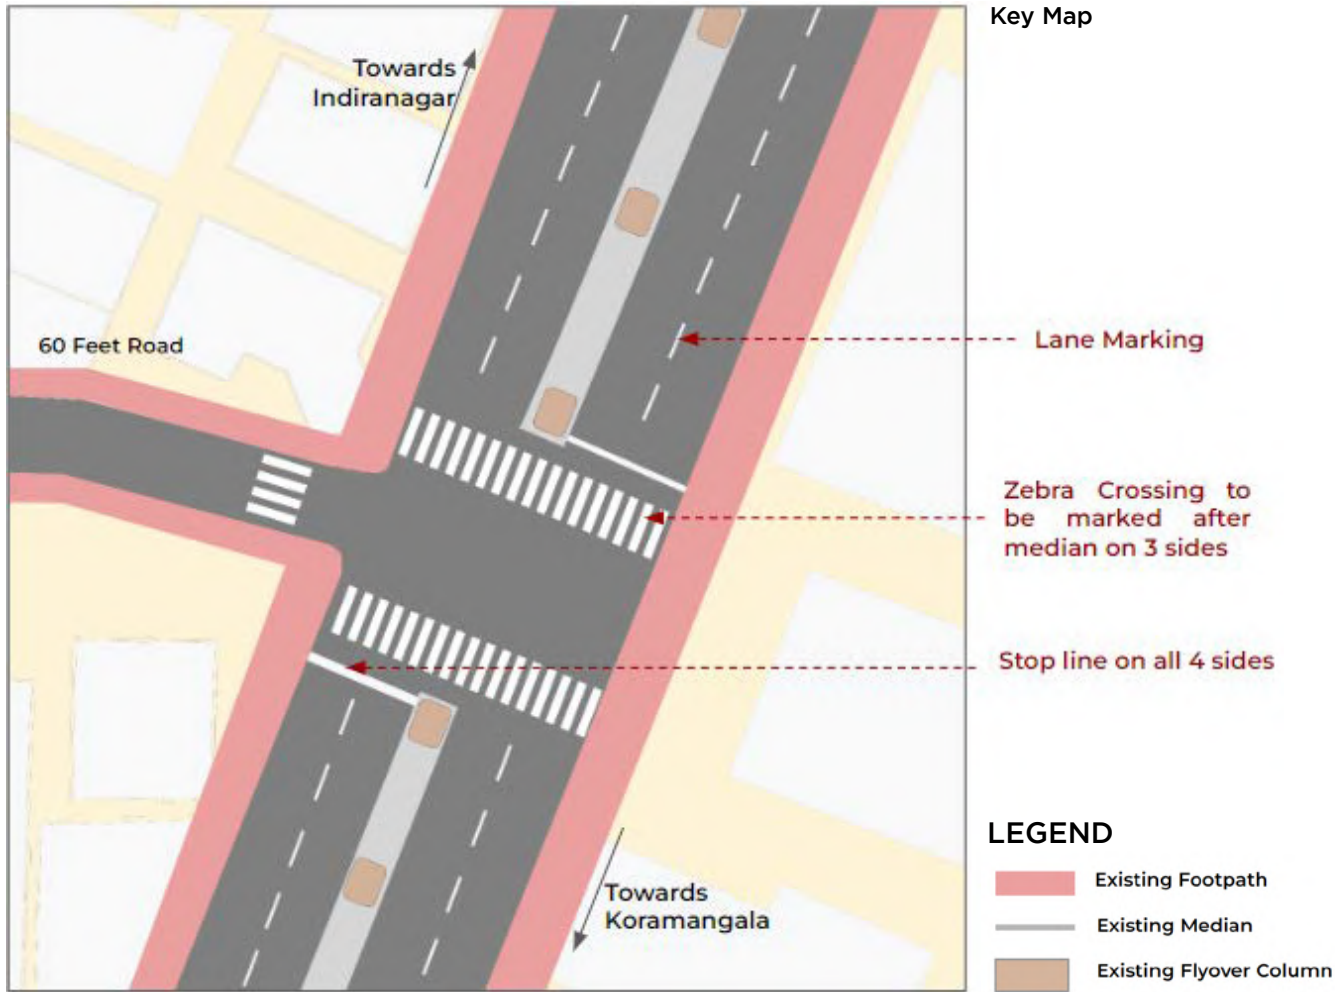 Key Map
Towards
Indiranagar
60 Feet Road
Lane Marking
Zebra Crossing to
be marked after
median on 3 sides
Stop line on all 4 sides
Towards
Koramangala
LEGEND
Existing Footpath
Existing Median
Existing Flyover Column